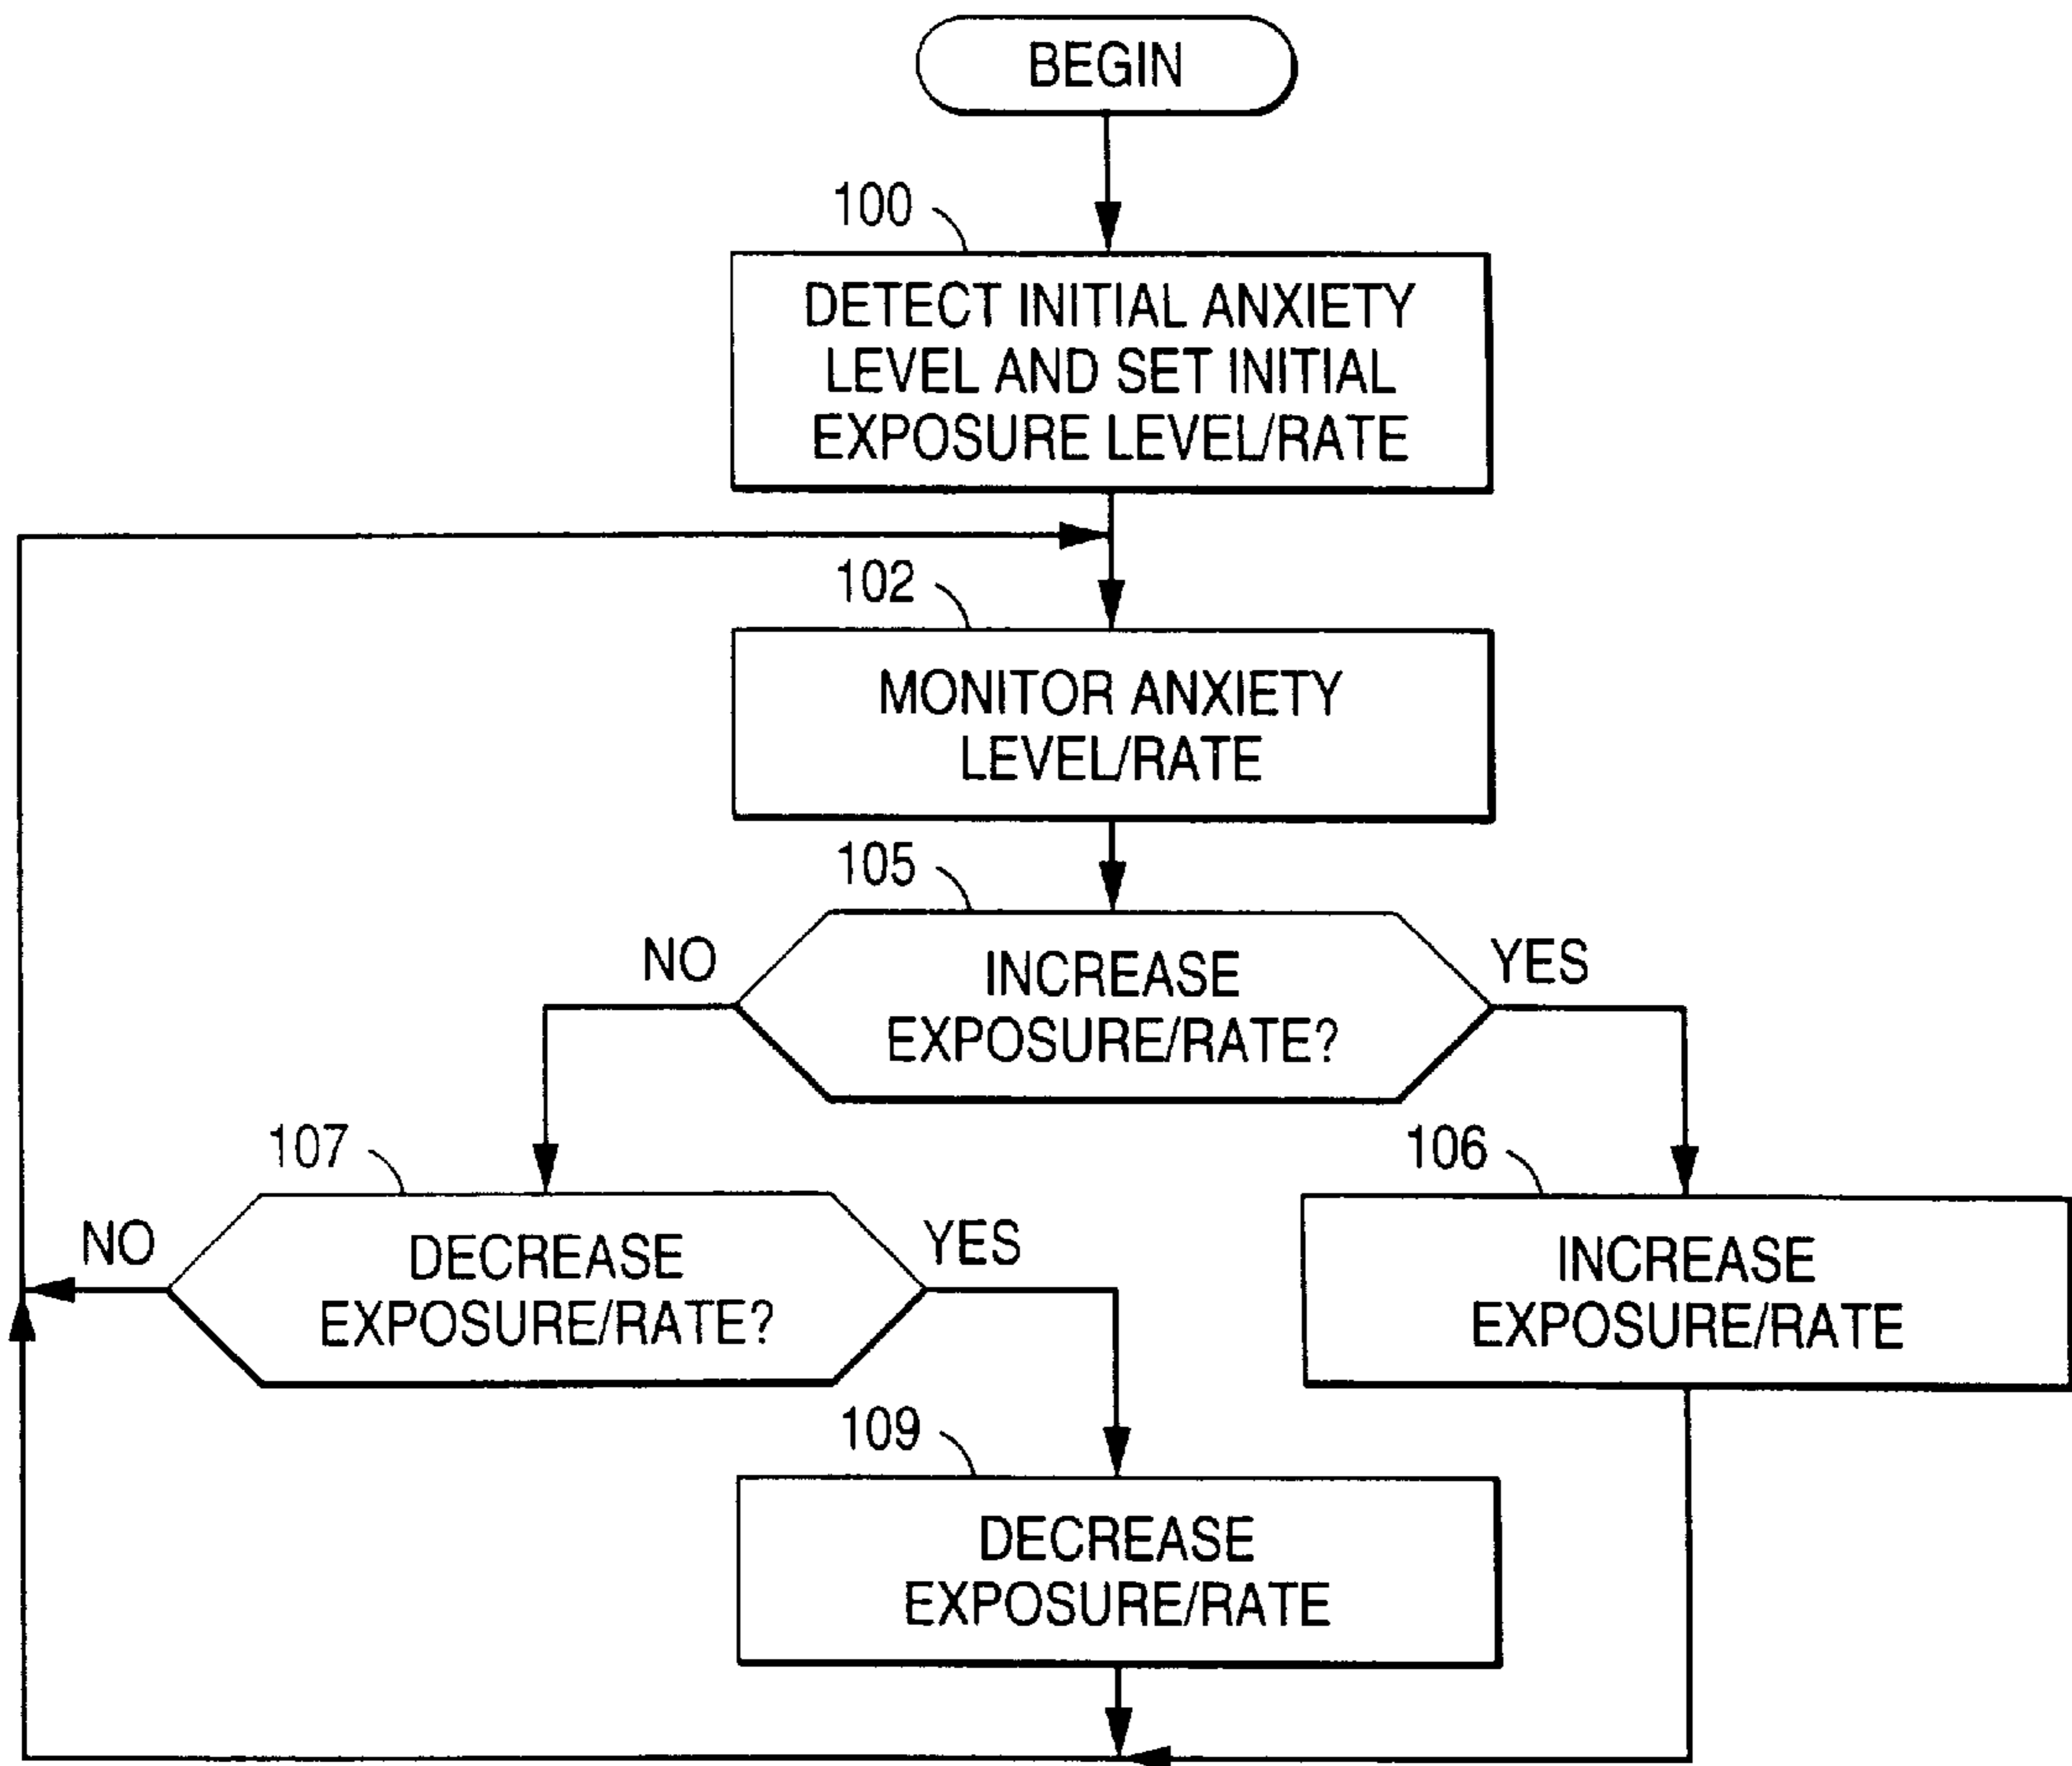 BEGIN
100
DETECT INITIAL ANXIETY
LEVEL AND SET INITIAL
EXPOSURE LEVEL/RATE
102
MONITOR ANXIETY
LEVEL/RATE
105
NO
INCREASE
EXPOSURE/RATE?
YES
107
NO
DECREASE
EXPOSURE/RATE?
YES
106
INCREASE
EXPOSURE/RATE
109
DECREASE
EXPOSURE/RATE